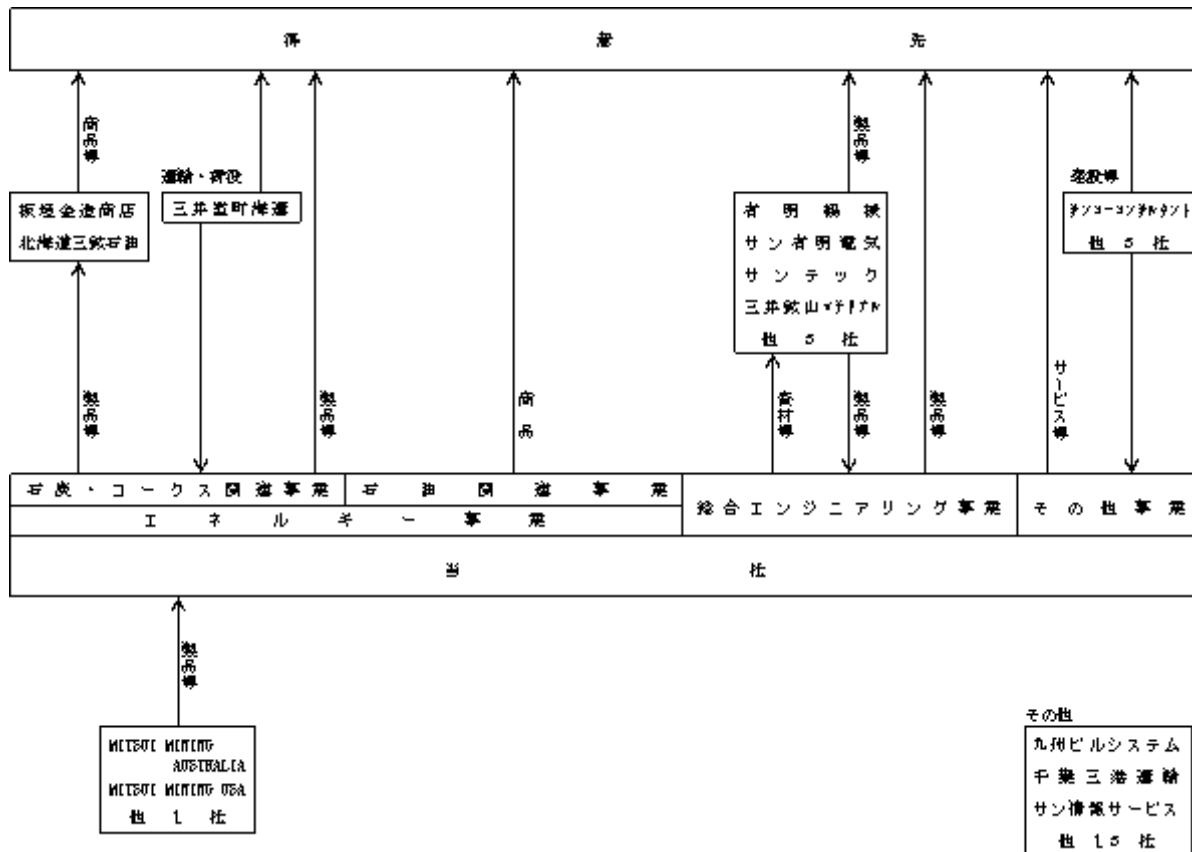 得意先
商品等
運輸・荷役
建設等
製品等
板垣金造商店
北海道三鉱石油
三井室町海運
有明機械
サン有明電気
サンテック
三井鉱山マテリアル
他5社
サンコーコンサルタント
他5社
製品等
製品等
商品
資材等
製品等
製品等
サービス等
石炭・コークス関連事業
石油関連事業
エネルギー事業
総合エンジニアリング事業
その他事業
当社
製品等
MITSUI MINING
AUSTRALIA
MITSUI MINING USA
他1社
その他
九州ビルシステム
千葉三港運輸
サン情報サービス
他15社